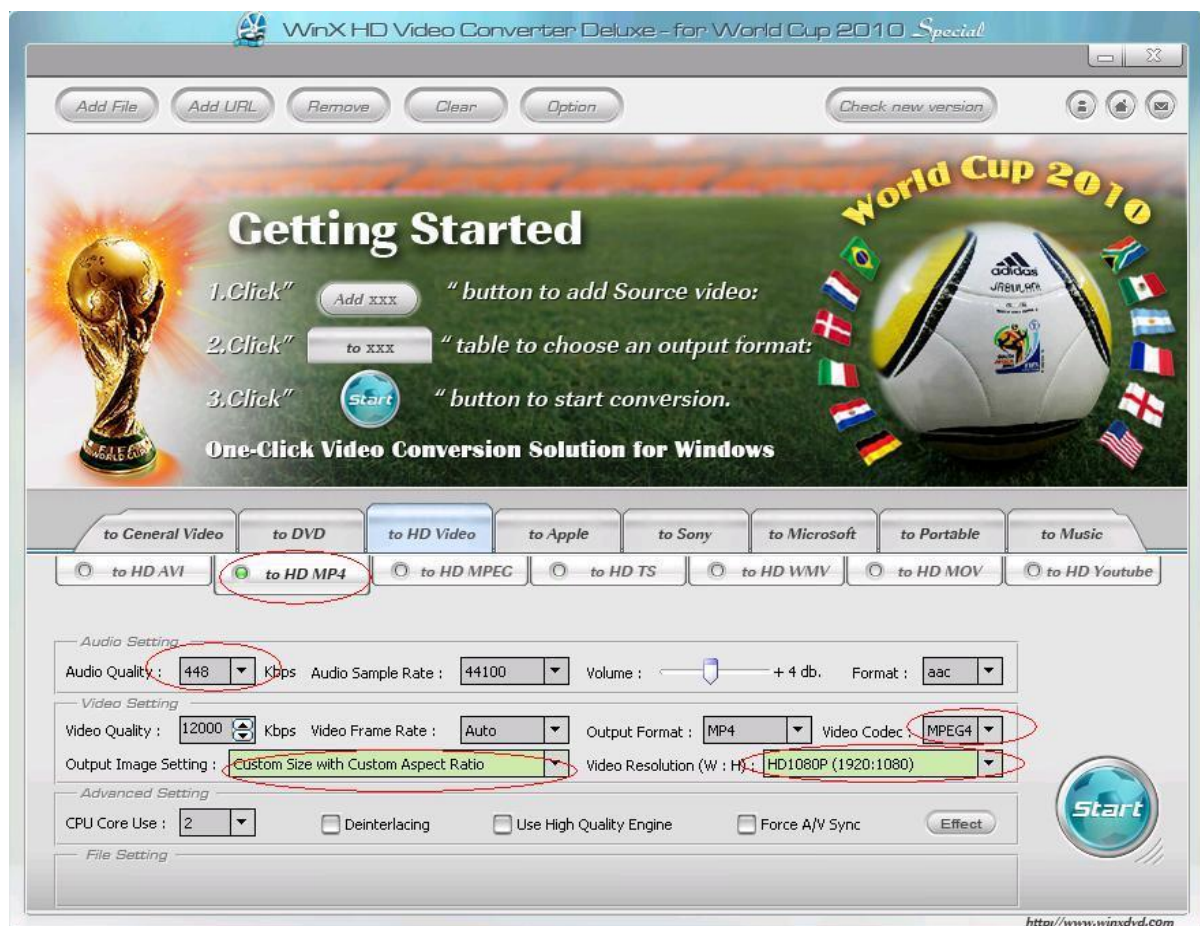 WinX HD Video Converter Deluxe - for World Cup 2010 Special
Add File Add URL Remove Clear Option Check new version
World Cup 2010
Getting Started
1.Click" Add xxx " button to add Source video:
2.Click" to xxx " table to choose an output format:
3.Click" Start " button to start conversion.
One-Click Video Conversion Solution for Windows
adidas
JABULANI
FIFA
WORLD CUP
to General Video to DVD to HD Video to Apple to Sony to Microsoft to Portable to Music
to HD AVI to HD MP4 to HD MPEG to HD TS to HD WMV to HD MOV to HD Youtube
Audio Setting
Audio Quality : 448 Kbps Audio Sample Rate : 44100 Volume : + 4 db. Format : aac
Video Setting
Video Quality : 12000 Kbps Video Frame Rate : Auto Output Format : MP4 Video Codec : MPEG4
Output Image Setting : Custom Size with Custom Aspect Ratio Video Resolution (W : H) : HD1080P (1920:1080)
Advanced Setting
CPU Core Use : 2 Deinterlacing Use High Quality Engine Force A/V Sync Effect
Start
File Setting
http://www.winxdvd.com